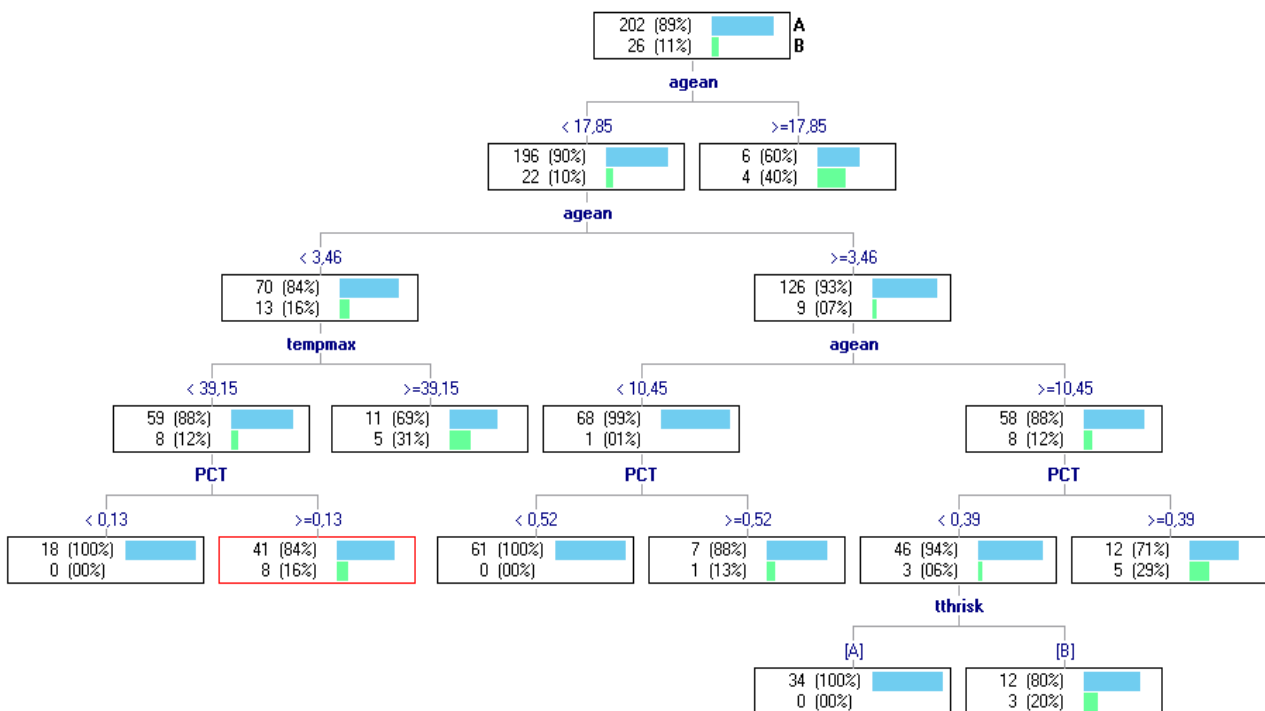 202 (89%) A
26 (11%) B
agean
< 17,85 >=17,85
196 (90%) 6 (60%)
22 (10%) 4 (40%)
agean
< 3,46 >=3,46
70 (84%) 126 (93%)
13 (16%) 9 (07%)
tempmax agean
< 39,15 >=39,15 < 10,45 >=10,45
59 (88%) 11 (69%) 68 (99%) 58 (88%)
8 (12%) 5 (31%) 1 (01%) 8 (12%)
PCT PCT PCT
< 0,13 >=0,13 < 0,52 >=0,52 < 0,39 >=0,39
18 (100%) 41 (84%) 61 (100%) 7 (88%) 46 (94%) 12 (71%)
0 (00%) 8 (16%) 0 (00%) 1 (13%) 3 (06%) 5 (29%)
tthrisk
[A] [B]
34 (100%) 12 (80%)
0 (00%) 3 (20%)